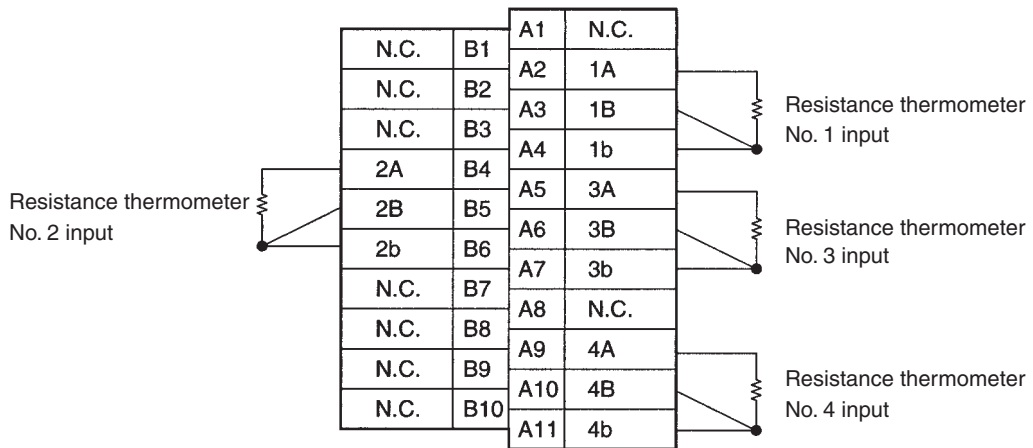 A1 N.C.
N.C. B1
A2 1A
N.C. B2
A3 1B
Resistance thermometer
No. 1 input
N.C. B3
A4 1b
2A B4
A5 3A
Resistance thermometer
No. 2 input
2B B5
A6 3B
Resistance thermometer
No. 3 input
2b B6
A7 3b
N.C. B7
A8 N.C.
N.C. B8
A9 4A
N.C. B9
A10 4B
Resistance thermometer
No. 4 input
N.C. B10
A11 4b